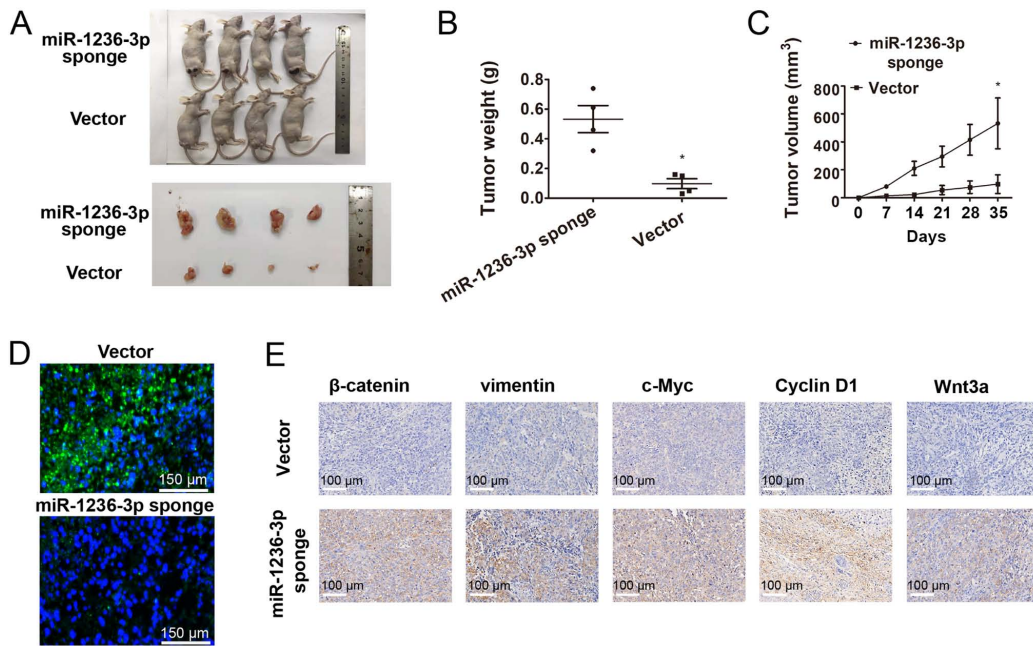 A
miR-1236-3p
sponge
Vector
miR-1236-3p
sponge
Vector
B
Tumor weight (g)
0.8
0.6
0.4
0.2
0.0
*
miR-1236-3p sponge
Vector
C
miR-1236-3p
sponge
Vector
Tumor volume (mm³)
800
600
400
200
0
*
0 7 14 21 28 35
Days
D
Vector
150 µm
miR-1236-3p sponge
150 µm
E
β-catenin vimentin c-Myc Cyclin D1 Wnt3a
Vector
100 µm 100 µm 100 µm 100 µm 100 µm
miR-1236-3p
sponge
100 µm 100 µm 100 µm 100 µm 100 µm